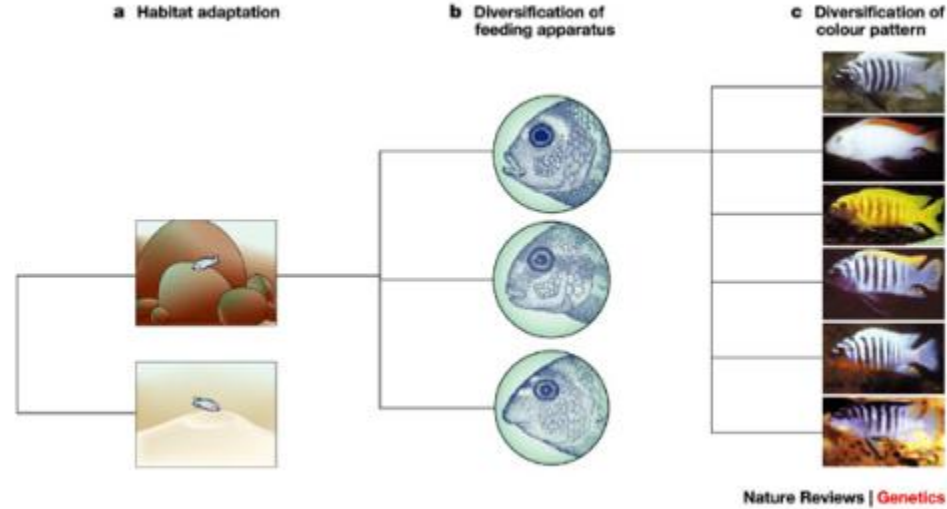 a Habitat adaptation
b Diversification of
feeding apparatus
c Diversification of
colour pattern
Nature Reviews | Genetics